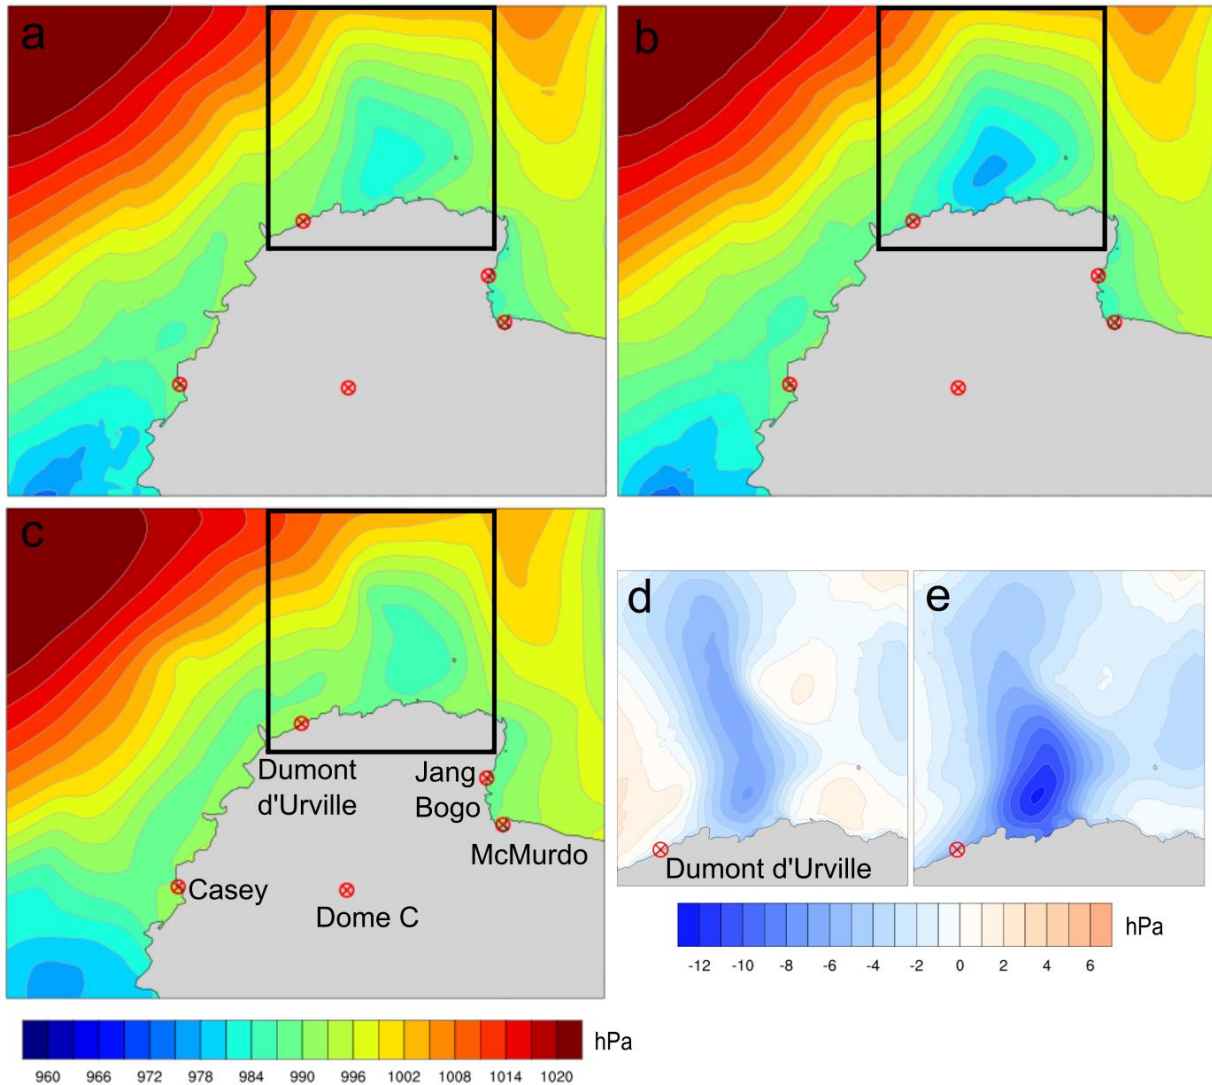 a
b
c
Dumont
d'Urville
Jang
Bogo
McMurdo
Casey
Dome C
d
e
Dumont d'Urville
hPa
-12 -10 -8 -6 -4 -2 0 2 4 6
hPa
960 966 972 978 984 990 996 1002 1008 1014 1020